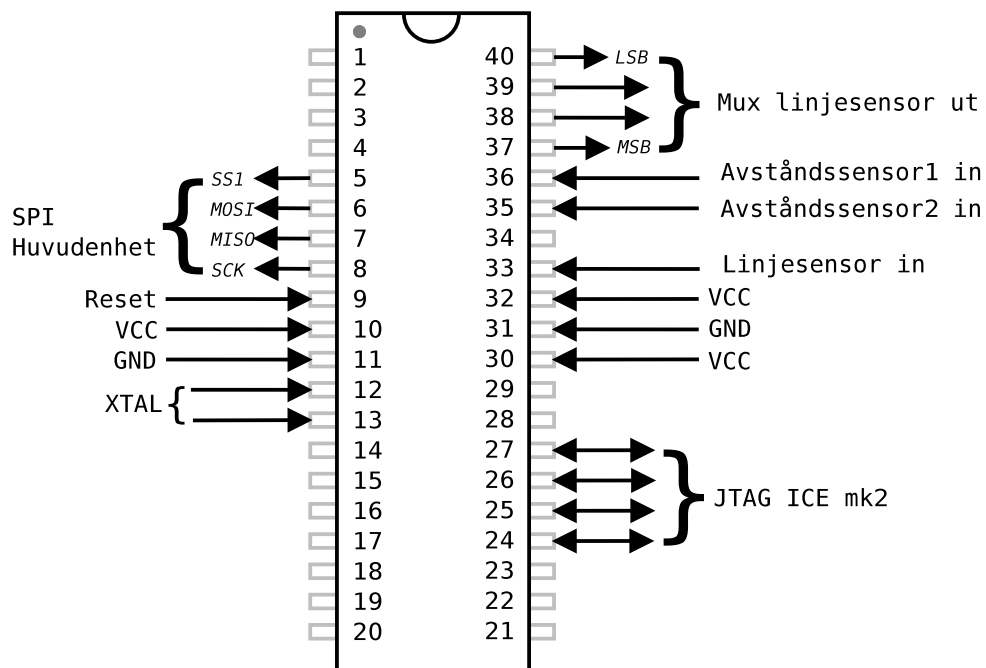 1 40 LSB
2 39
Mux linjesensor ut
3 38
4 37 MSB
SS1 5 36 Avståndssensor1 in
SPI MOSI 6 35 Avståndssensor2 in
Huvudenhet MISO 7 34
SCK 8 33 Linjesensor in
Reset 9 32 VCC
VCC 10 31 GND
GND 11 30 VCC
XTAL 12 29
13 28
14 27
15 26
JTAG ICE mk2
16 25
17 24
18 23
19 22
20 21